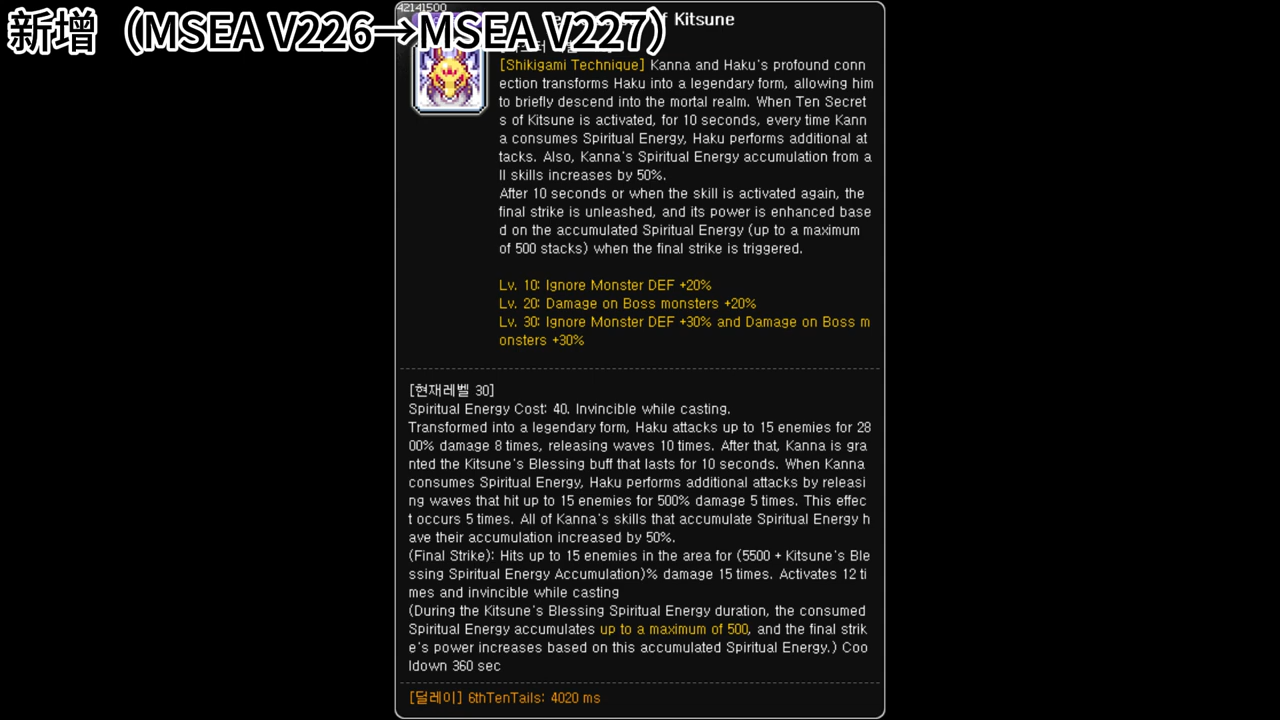 42141500
新增（MSEA V226→MSEA V227）
of Kitsune
[Shikigami Technique] Kanna and Haku's profound conn
ection transforms Haku into a legendary form, allowing him
to briefly descend into the mortal realm. When Ten Secret
s of Kitsune is activated, for 10 seconds, every time Kann
a consumes Spiritual Energy, Haku performs additional at
tacks. Also, Kanna's Spiritual Energy accumulation from a
ll skills increases by 50%.
After 10 seconds or when the skill is activated again, the
final strike is unleashed, and its power is enhanced base
d on the accumulated Spiritual Energy (up to a maximum
of 500 stacks) when the final strike is triggered.
Lv. 10: Ignore Monster DEF +20%
Lv. 20: Damage on Boss monsters +20%
Lv. 30: Ignore Monster DEF +30% and Damage on Boss m
onsters +30%
[현재레벨 30]
Spiritual Energy Cost: 40. Invincible while casting.
Transformed into a legendary form, Haku attacks up to 15 enemies for 28
00% damage 8 times, releasing waves 10 times. After that, Kanna is gra
nted the Kitsune's Blessing buff that lasts for 10 seconds. When Kanna
consumes Spiritual Energy, Haku performs additional attacks by releasi
ng waves that hit up to 15 enemies for 500% damage 5 times. This effec
t occurs 5 times. All of Kanna's skills that accumulate Spiritual Energy h
ave their accumulation increased by 50%.
(Final Strike): Hits up to 15 enemies in the area for (5500 + Kitsune's Ble
ssing Spiritual Energy Accumulation)% damage 15 times. Activates 12 ti
mes and invincible while casting
(During the Kitsune's Blessing Spiritual Energy duration, the consumed
Spiritual Energy accumulates up to a maximum of 500, and the final strik
e's power increases based on this accumulated Spiritual Energy.) Coo
ldown 360 sec
[딜레이] 6thTenTails: 4020 ms